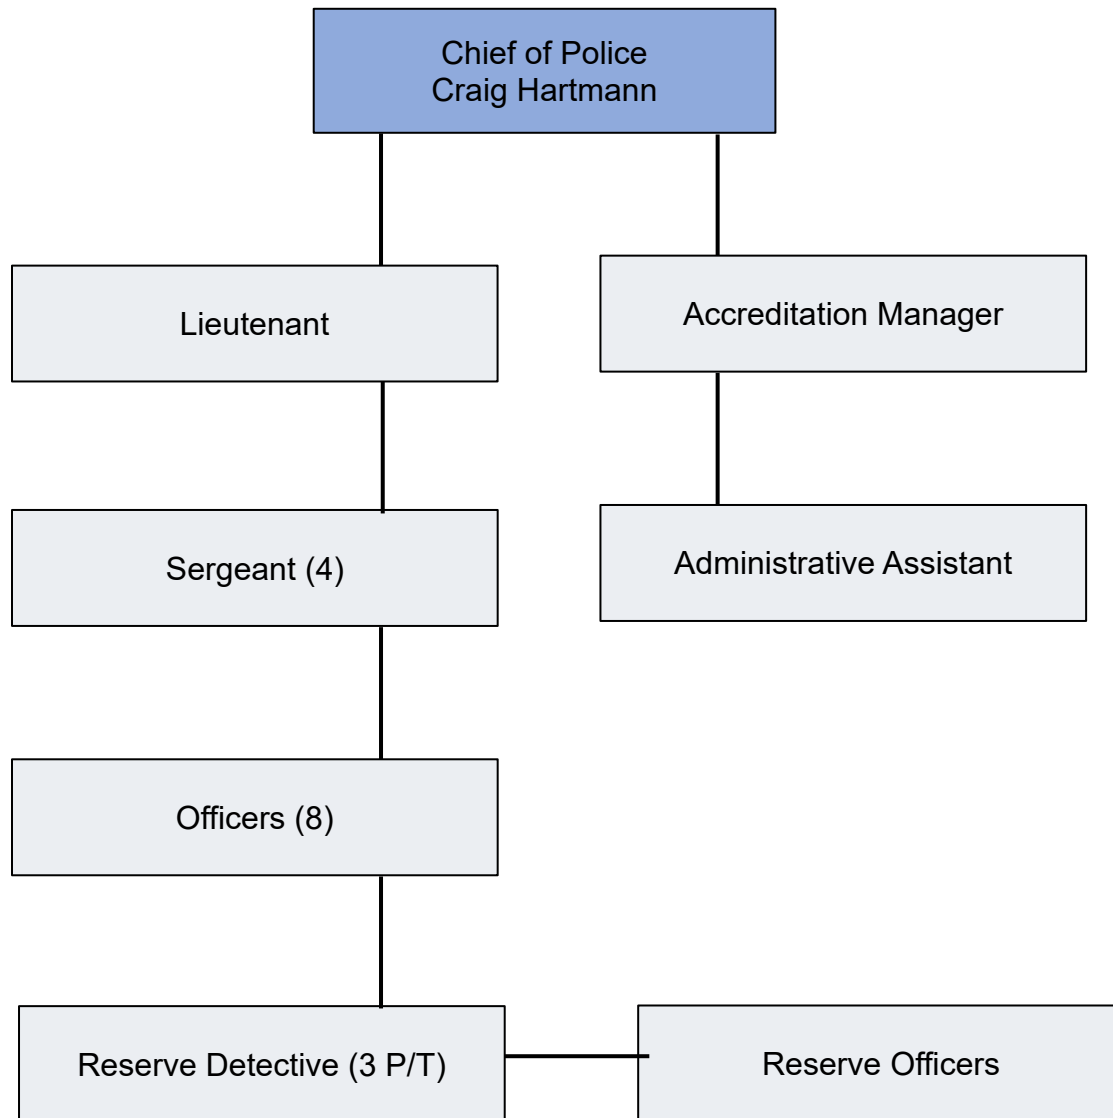 Chief of Police
Craig Hartmann
Lieutenant
Accreditation Manager
Sergeant (4)
Administrative Assistant
Officers (8)
Reserve Detective (3 P/T)
Reserve Officers